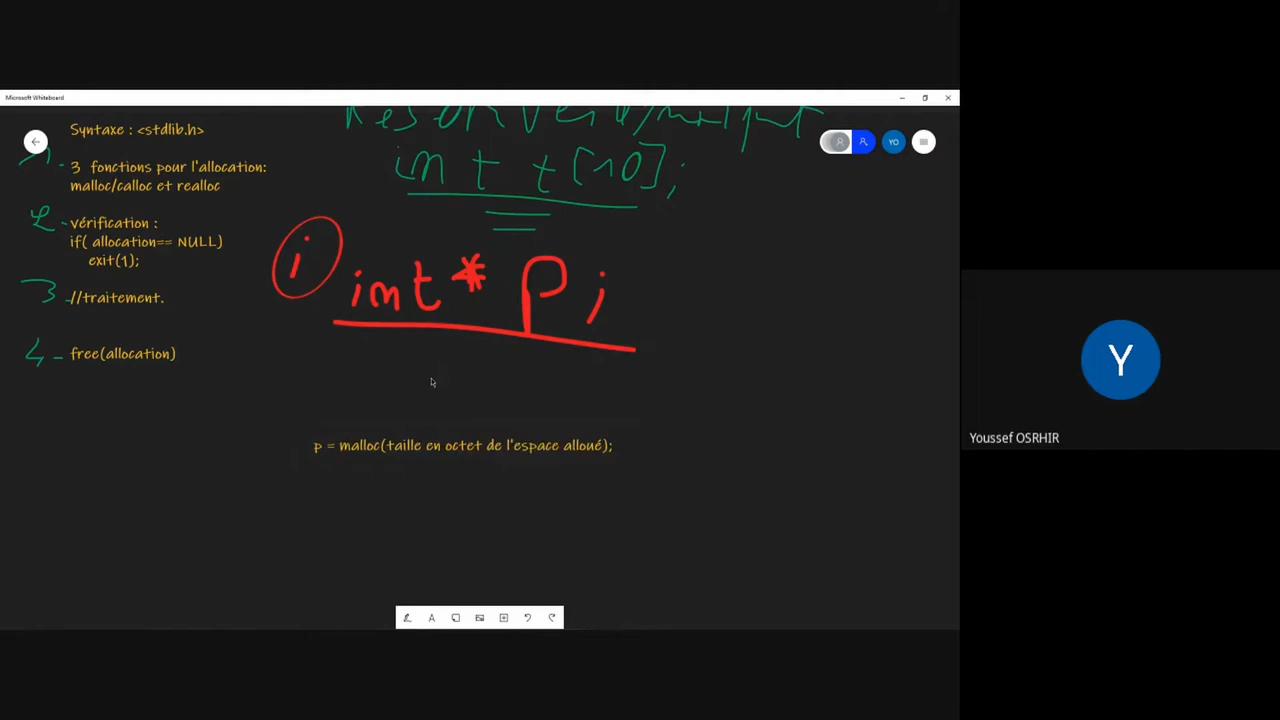 Microsoft Whiteboard
Syntaxe : <stdlib.h>
YO
1 - 3 fonctions pour l'allocation:
malloc/calloc et realloc
int t[10];
2 - vérification :
if( allocation== NULL)
exit(1);
i int* p;
3 - //traitement.
4 - free(allocation)
p = malloc(taille en octet de l'espace alloué);
Y
Youssef OSRHIR